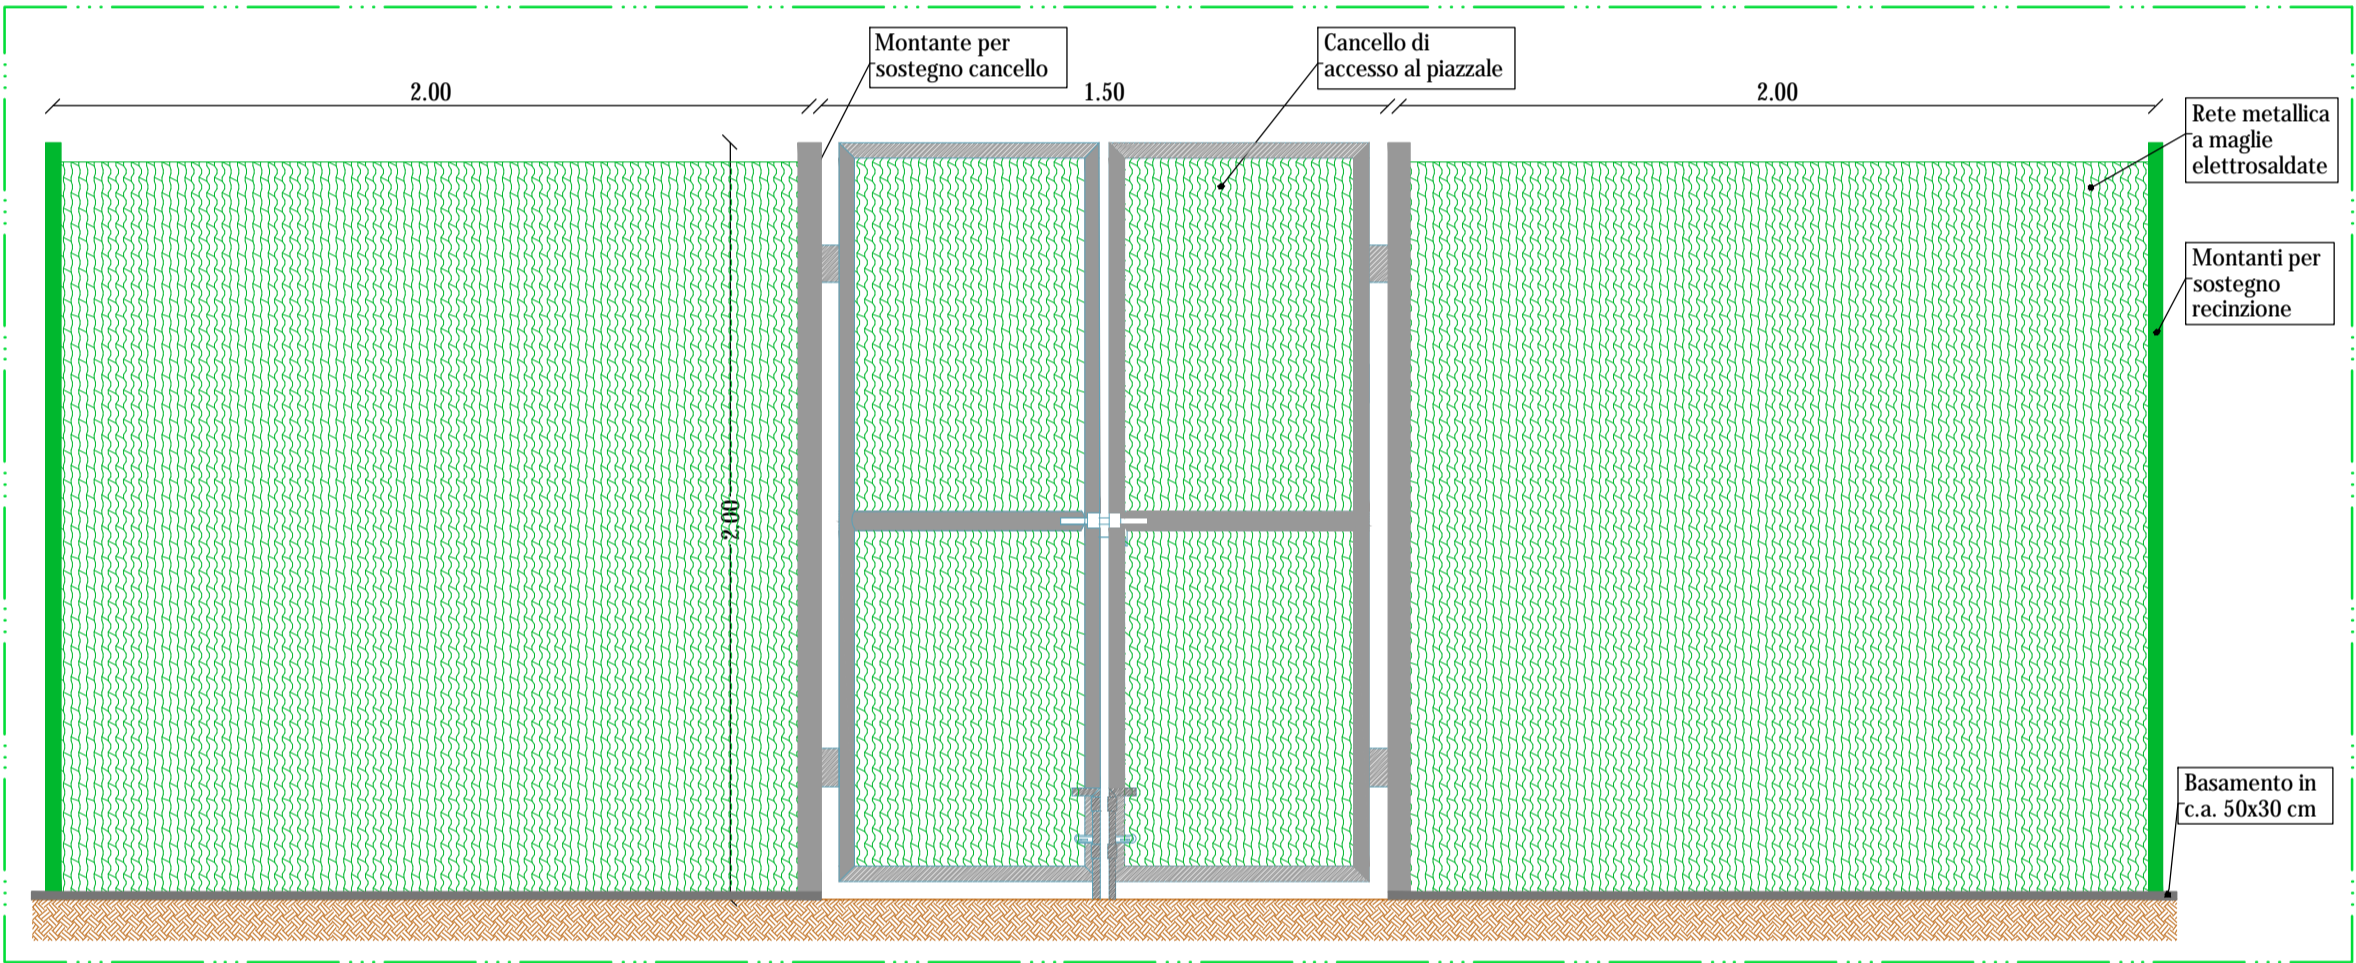 Montante per
sostegno cancello
Cancello di
accesso al piazzale
2.00
1.50
2.00
Rete metallica
a maglie
elettrosaldate
Montanti per
sostegno
recinzione
2.00
Basamento in
c.a. 50x30 cm